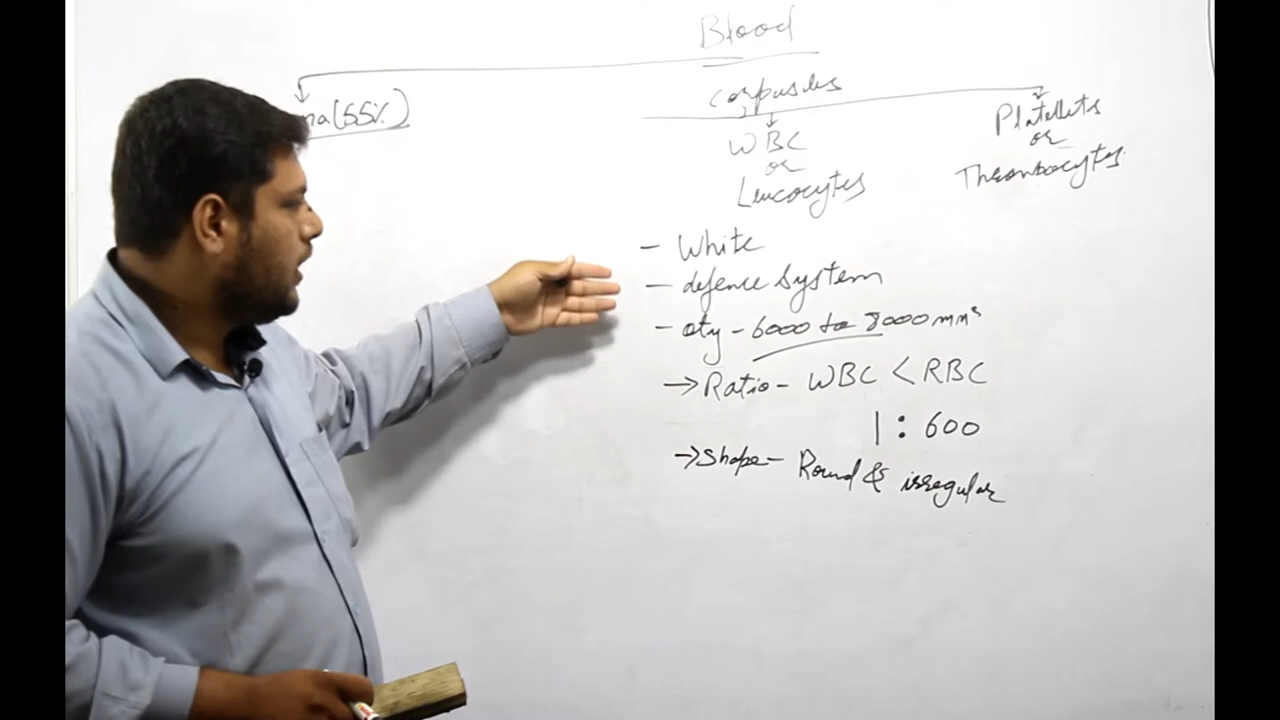 Blood
ma (55%)
corpuscles
WBC
or
Leucocytes
Platellets
or
Thrombocytes
- White
- defence system
- qty - 6000 to 8000 mm³
→ Ratio - WBC < RBC
1 : 600
→ Shape - Round & irregular